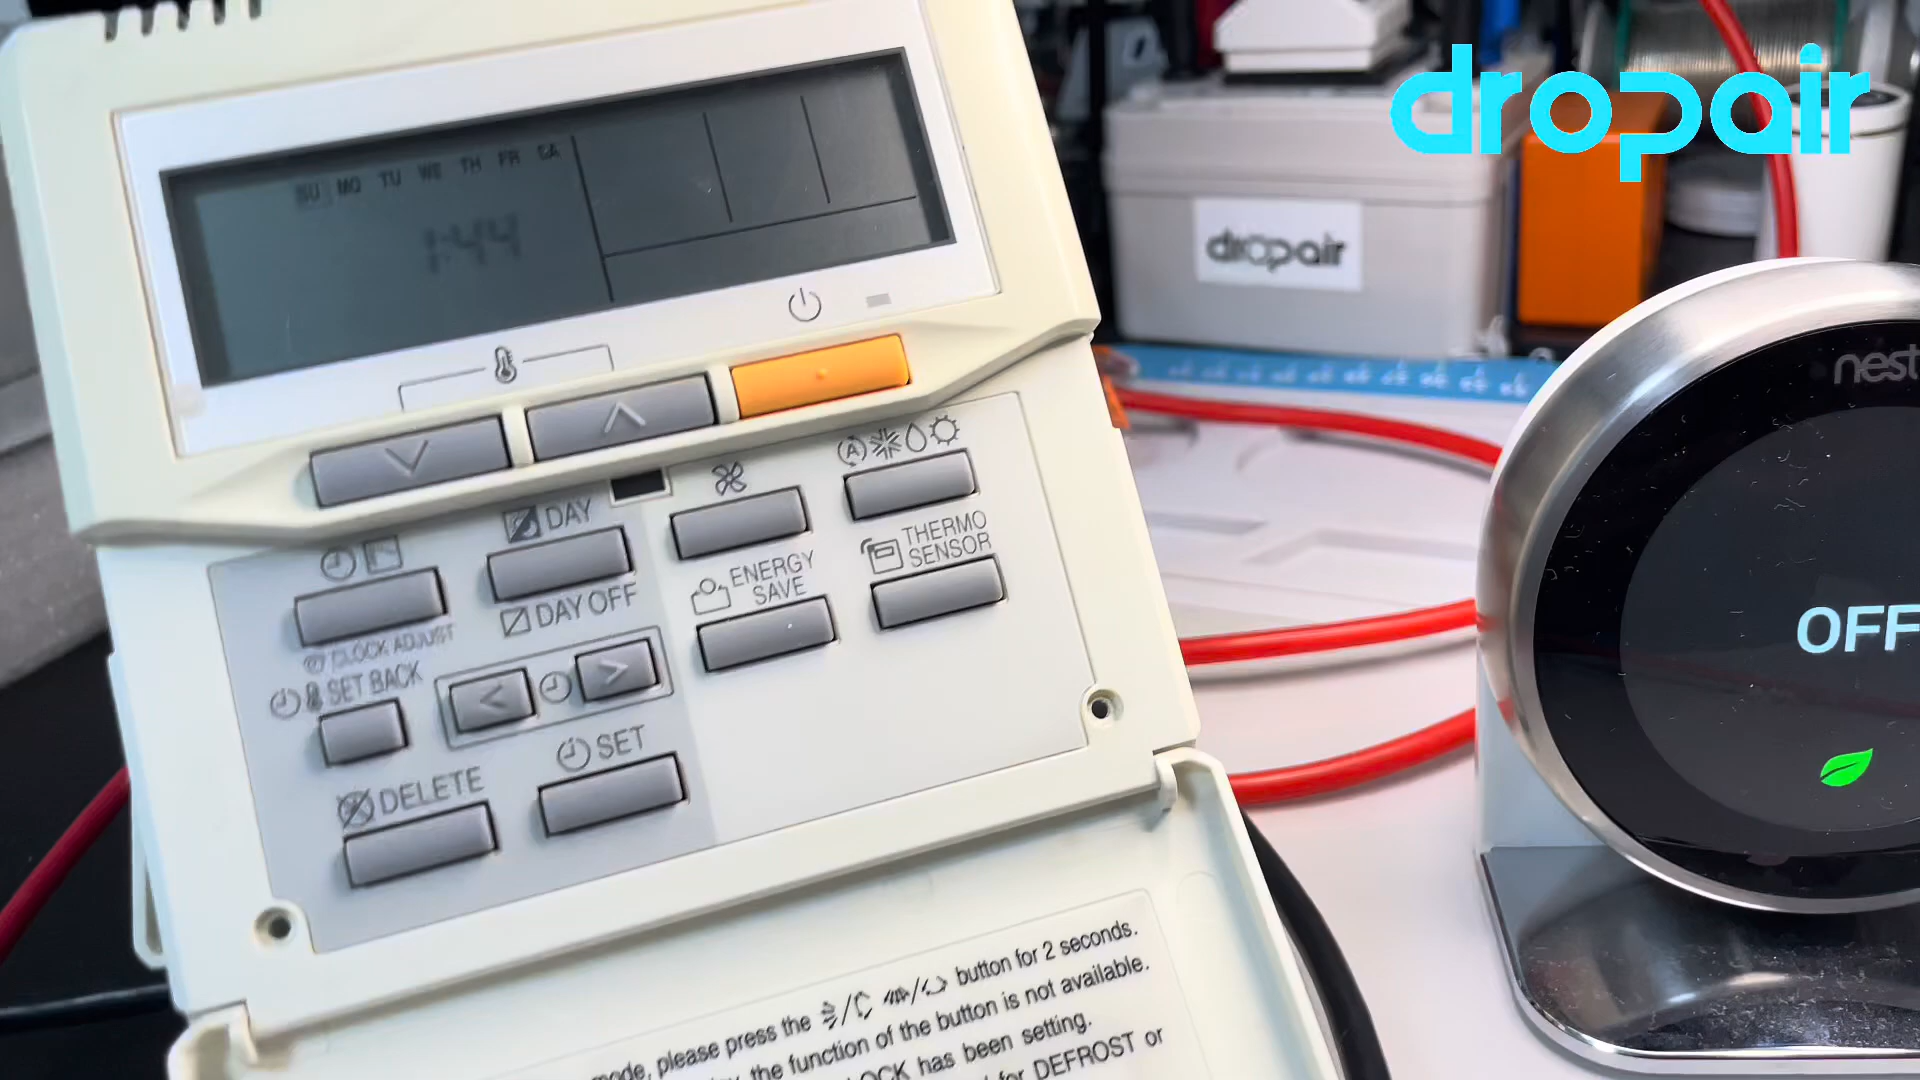 dropair
SU MO TU WE TH FR SA
1:44
dropair
nest
OFF
DAY
DAY OFF
CLOCK ADJUST
SET BACK
ENERGY
SAVE
THERMO
SENSOR
SET
DELETE
mode, please press the / / button for 2 seconds.
the function of the button is not available.
LOCK has been setting.
for DEFROST or